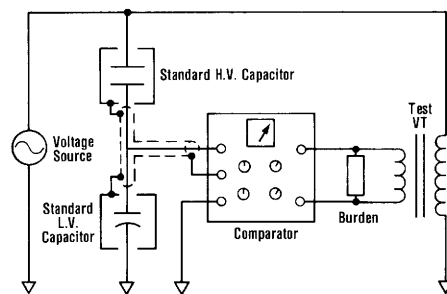 Standard H.V. Capacitor
Test
VT
Voltage
Source
Standard
L.V.
Capacitor
Comparator
Burden